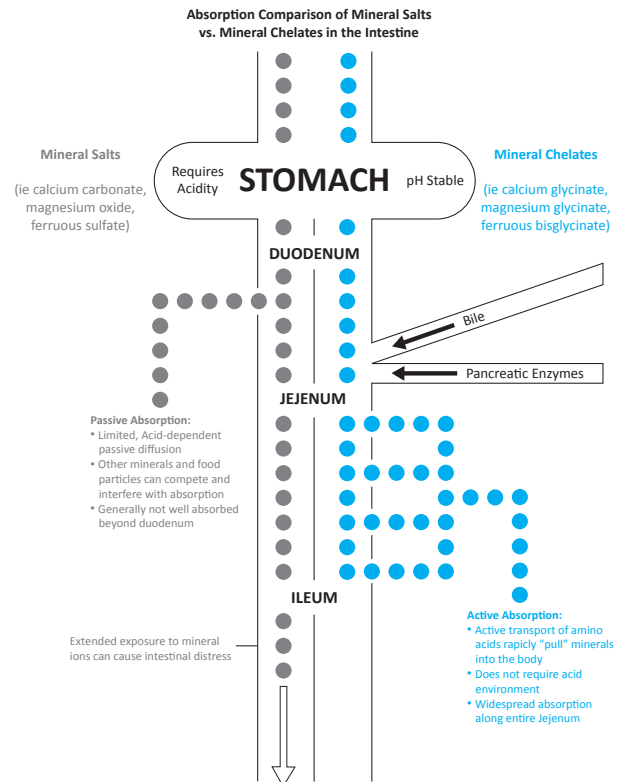 Absorption Comparison of Mineral Salts
vs. Mineral Chelates in the Intestine
Mineral Salts
(ie calcium carbonate,
magnesium oxide,
ferruous sulfate)
Requires
Acidity
STOMACH
pH Stable
Mineral Chelates
(ie calcium glycinate,
magnesium glycinate,
ferruous bisglycinate)
DUODENUM
Bile
Pancreatic Enzymes
JEJENUM
Passive Absorption:
• Limited, Acid-dependent
passive diffusion
• Other minerals and food
particles can compete and
interfere with absorption
• Generally not well absorbed
beyond duodenum
ILEUM
Extended exposure to mineral
ions can cause intestinal distress
Active Absorption:
• Active transport of amino
acids rapicly “pull” minerals
into the body
• Does not require acid
environment
• Widespread absorption
along entire Jejenum